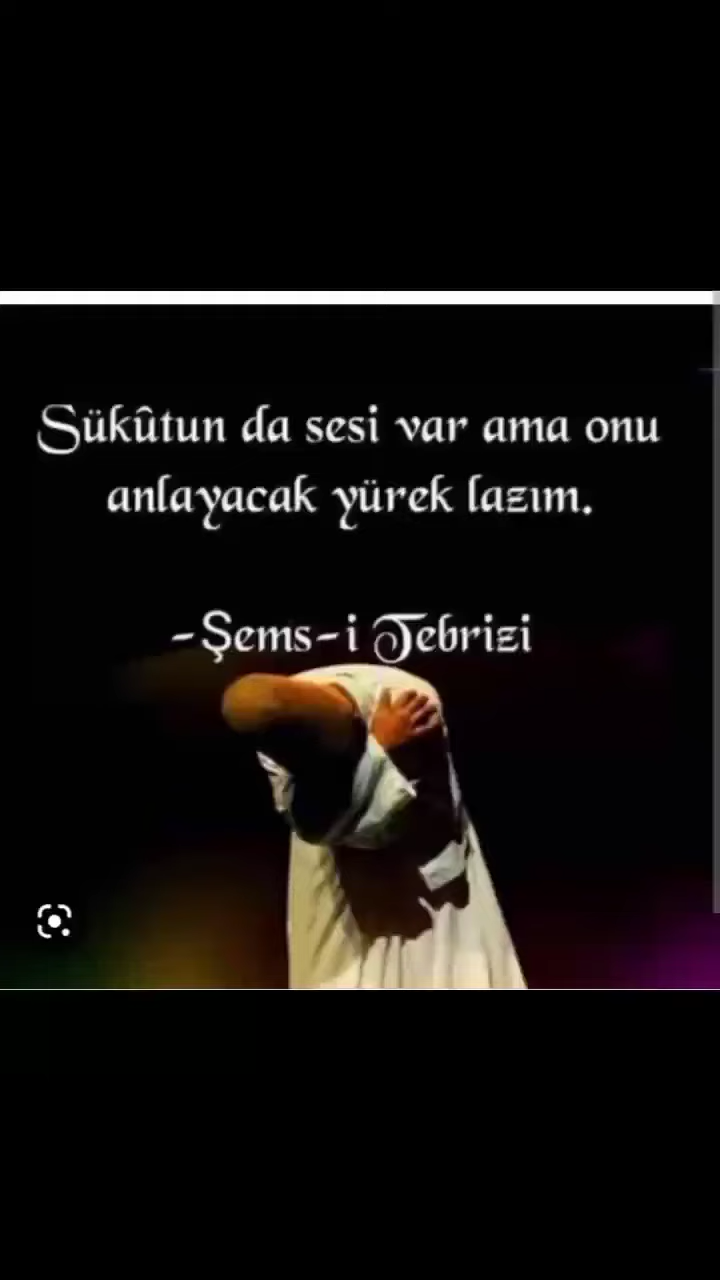 Sükûtun da sesi var ama onu
anlayacak yürek lazım.
-Şems-i Tebrizi